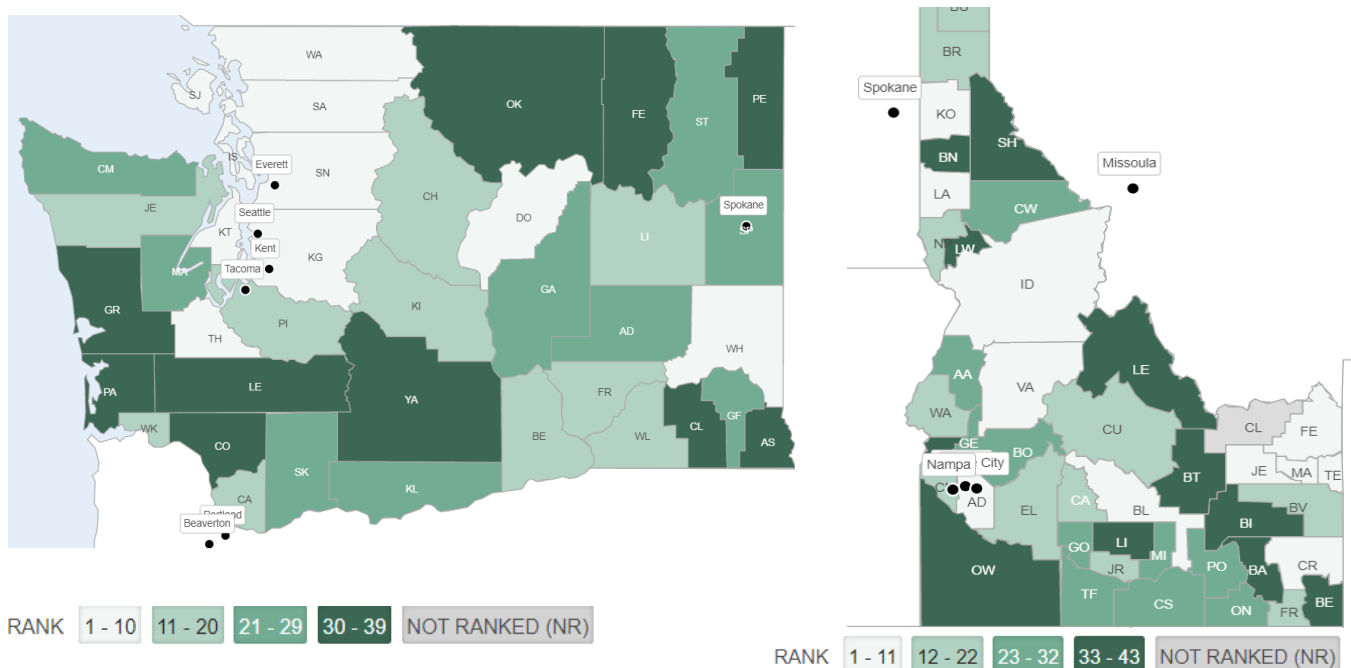 WA
SJ
OK
FE
ST
PE
SA
IS
Everett
SN
CM
CH
JE
Seattle
DO
LI
Spokane
SP
KT
Kent
KG
MA
Tacoma
GR
KI
GA
AD
PI
TH
WH
LE
PA
YA
FR
GF
WK
CO
BE
WL
CL
AS
SK
KL
CA
Portland
Beaverton
RANK 1 - 10 11 - 20 21 - 29 30 - 39 NOT RANKED (NR)
BR
Spokane
KO
SH
BN
Missoula
LA
CW
LW
ID
LE
AA
VA
WA
CU
CL
FE
GE
BO
Nampa
City
JE
MA
TE
BT
AD
CA
BL
EL
BV
BI
GO
LI
MI
OW
JR
PO
BA
CR
TF
CS
ON
FR
BE
RANK 1 - 11 12 - 22 23 - 32 33 - 43 NOT RANKED (NR)